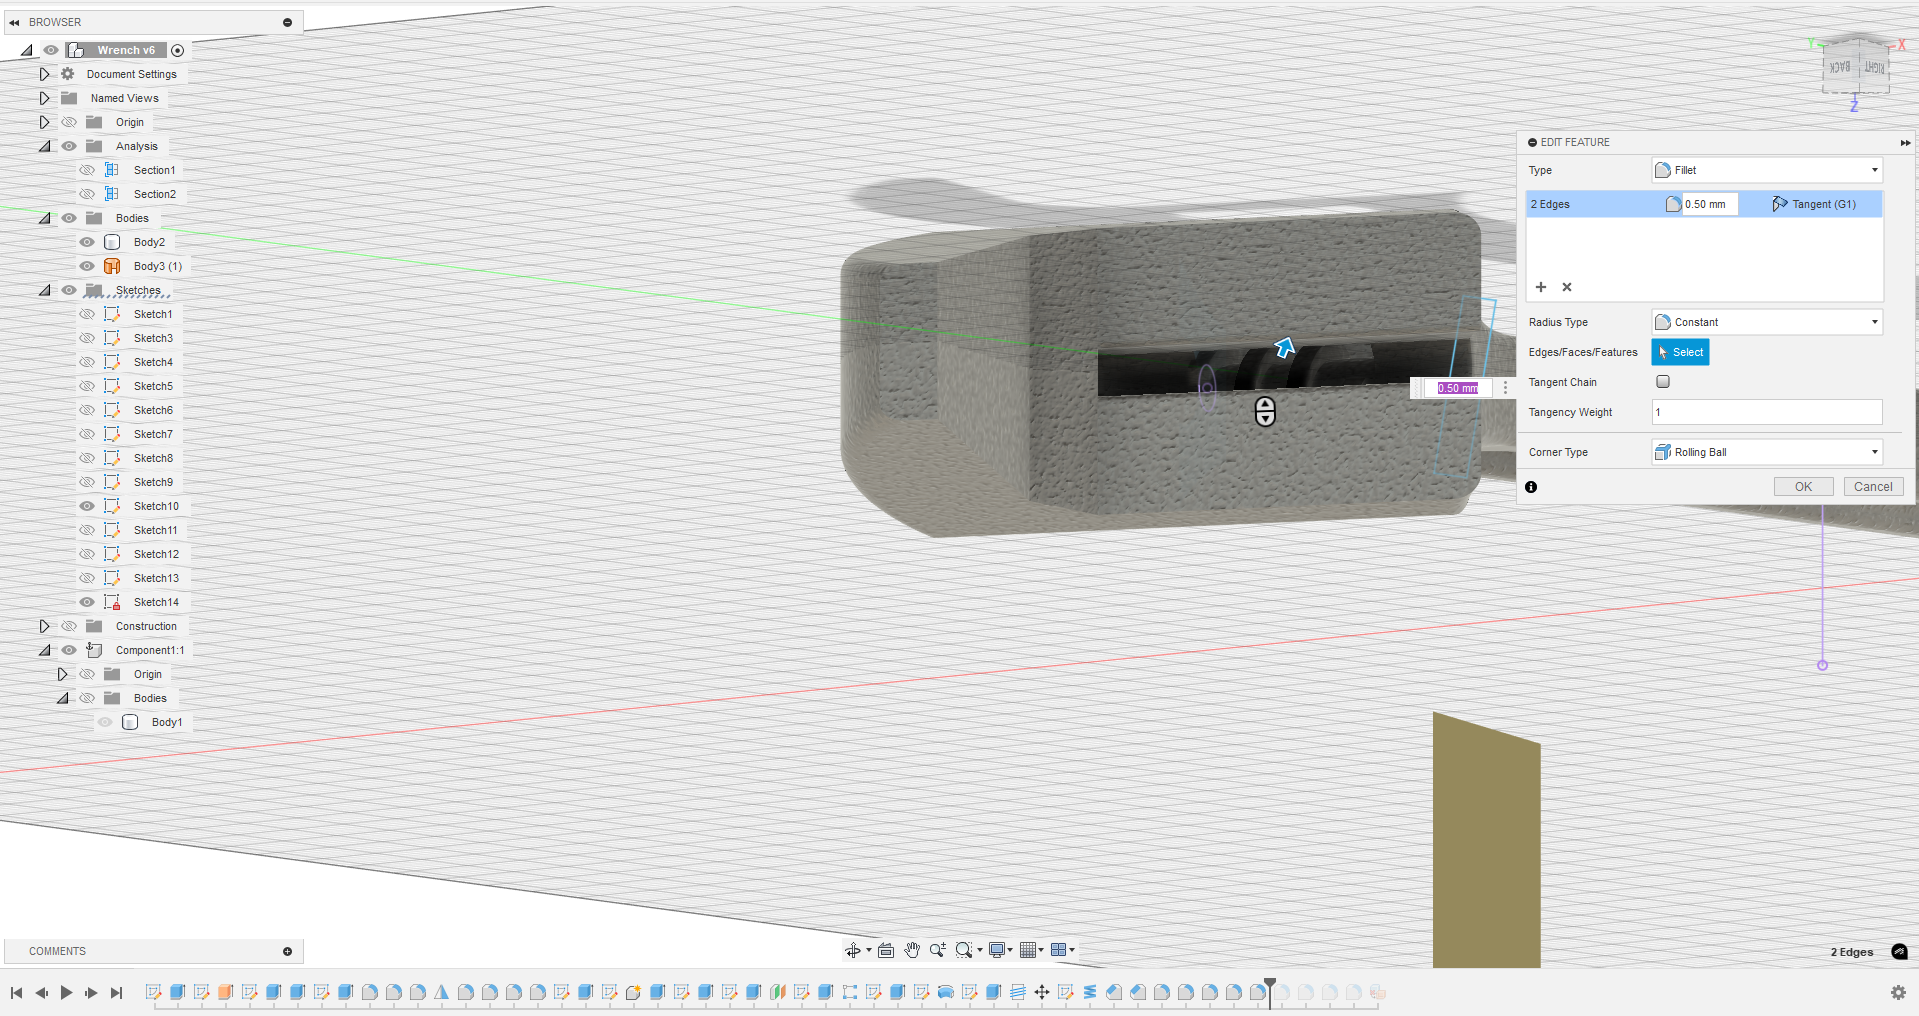 BROWSER
Wrench v6
Document Settings
Named Views
Origin
Analysis
Section1
Section2
Bodies
Body2
Body3 (1)
Sketches
Sketch1
Sketch3
Sketch4
Sketch5
Sketch6
Sketch7
Sketch8
Sketch9
Sketch10
Sketch11
Sketch12
Sketch13
Sketch14
Construction
Component1:1
Origin
Bodies
Body1
Y
X
BACK
RIGHT
Z
EDIT FEATURE
Type
Fillet
2 Edges
0.50 mm
Tangent (G1)
Radius Type
Constant
Edges/Faces/Features
Select
Tangent Chain
Tangency Weight
1
Corner Type
Rolling Ball
OK
Cancel
0.50 mm
COMMENTS
2 Edges